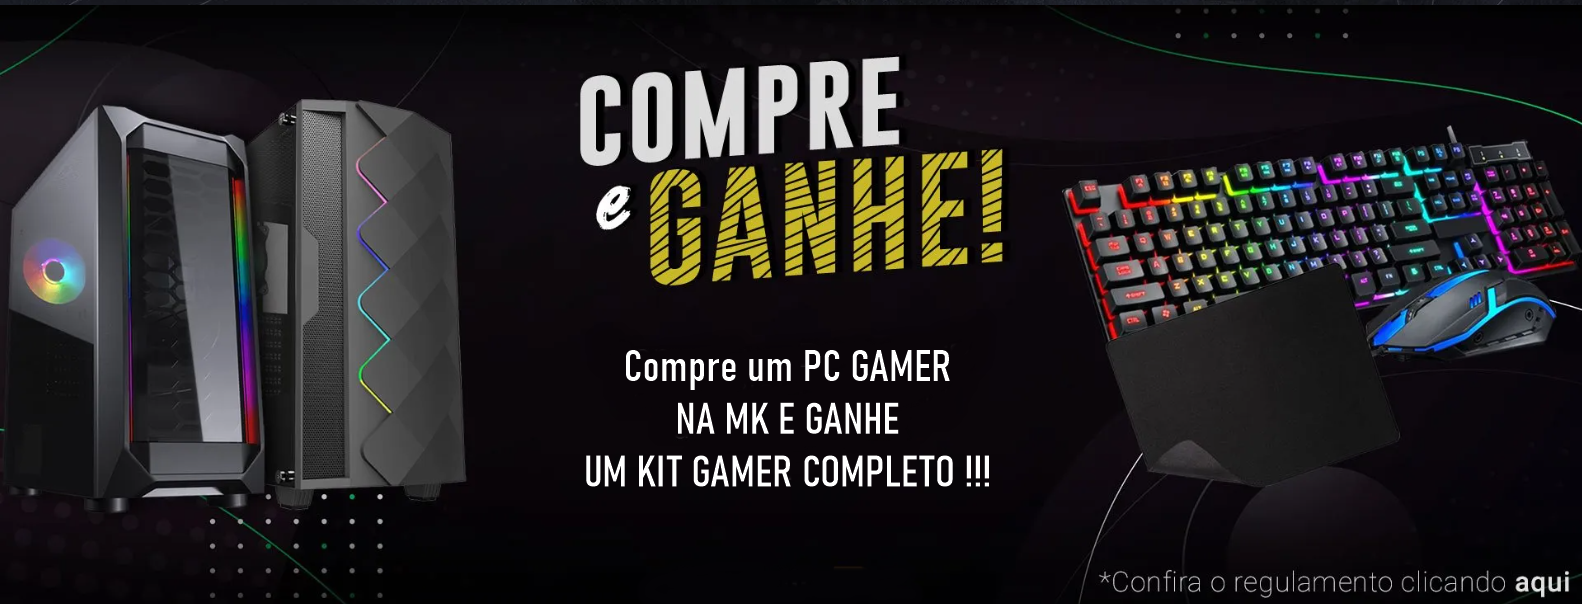 COMPRE
e GANHE!
Compre um PC GAMER
NA MK E GANHE
UM KIT GAMER COMPLETO !!!
*Confira o regulamento clicando aqui